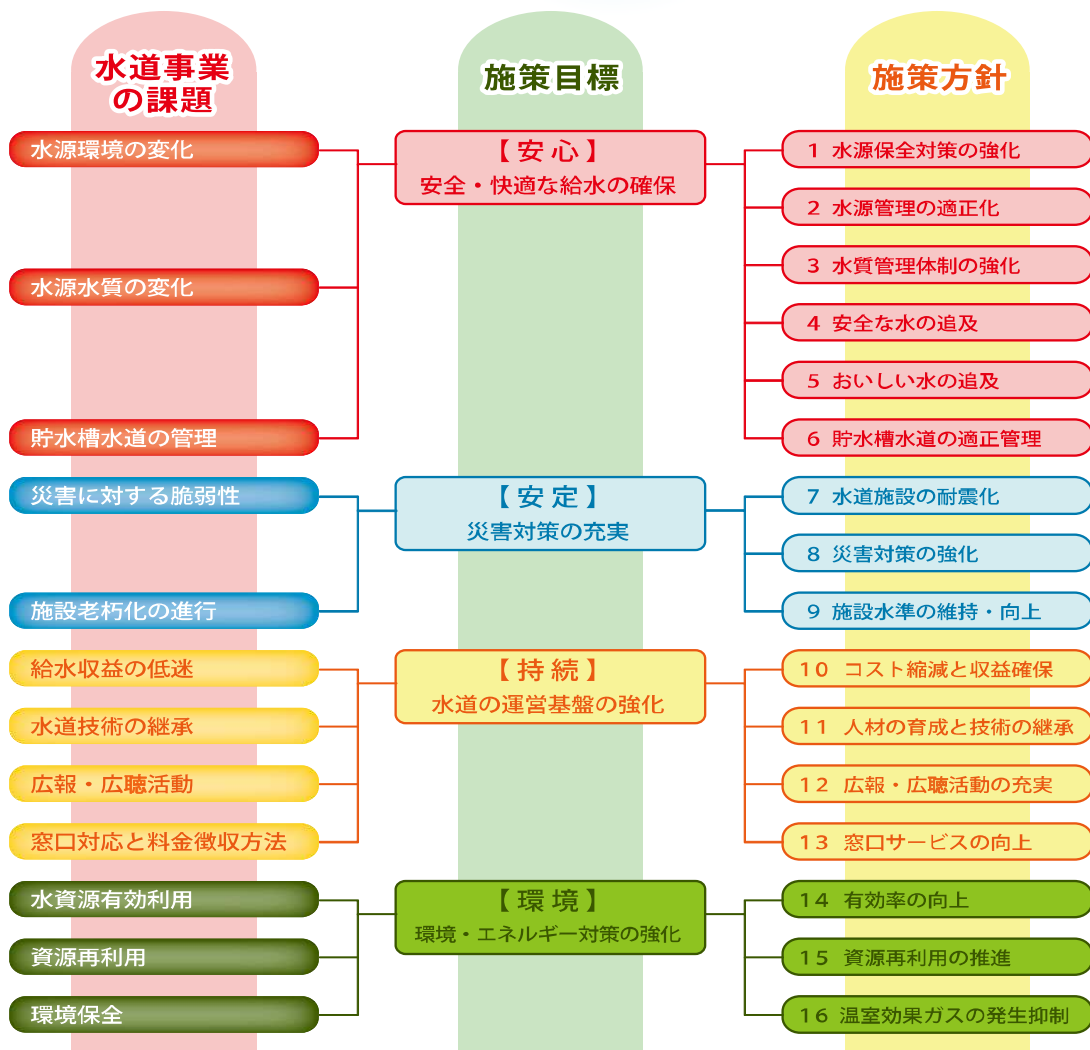 水道事業
の課題
施策目標
施策方針
水源環境の変化
水源水質の変化
貯水槽水道の管理
【安心】
安全・快適な給水の確保
1 水源保全対策の強化
2 水源管理の適正化
3 水質管理体制の強化
4 安全な水の追及
5 おいしい水の追及
6 貯水槽水道の適正管理
災害に対する脆弱性
施設老朽化の進行
【安定】
災害対策の充実
7 水道施設の耐震化
8 災害対策の強化
9 施設水準の維持・向上
給水収益の低迷
水道技術の継承
広報・広聴活動
窓口対応と料金徴収方法
【持続】
水道の運営基盤の強化
10 コスト縮減と収益確保
11 人材の育成と技術の継承
12 広報・広聴活動の充実
13 窓口サービスの向上
水資源有効利用
資源再利用
環境保全
【環境】
環境・エネルギー対策の強化
14 有効率の向上
15 資源再利用の推進
16 温室効果ガスの発生抑制